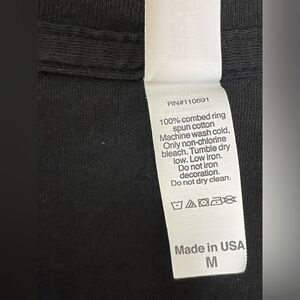 RN#110691
100% combed ring
spun cotton
Machine wash cold.
Only non-chlorine
bleach. Tumble dry
low. Low iron.
Do not iron
decoration.
Do not dry clean.
Made in USA
M